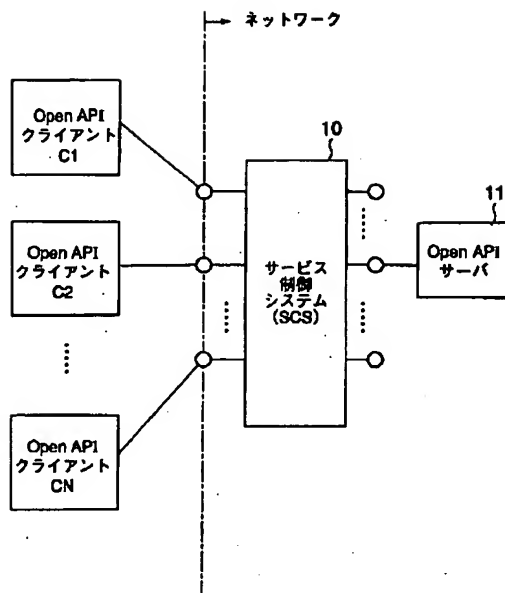 ネットワーク
Open API
クライアント
C1
10
Open API
クライアント
C2
サービス
制御
システム
(SCS)
11
Open API
サーバ
Open API
クライアント
CN